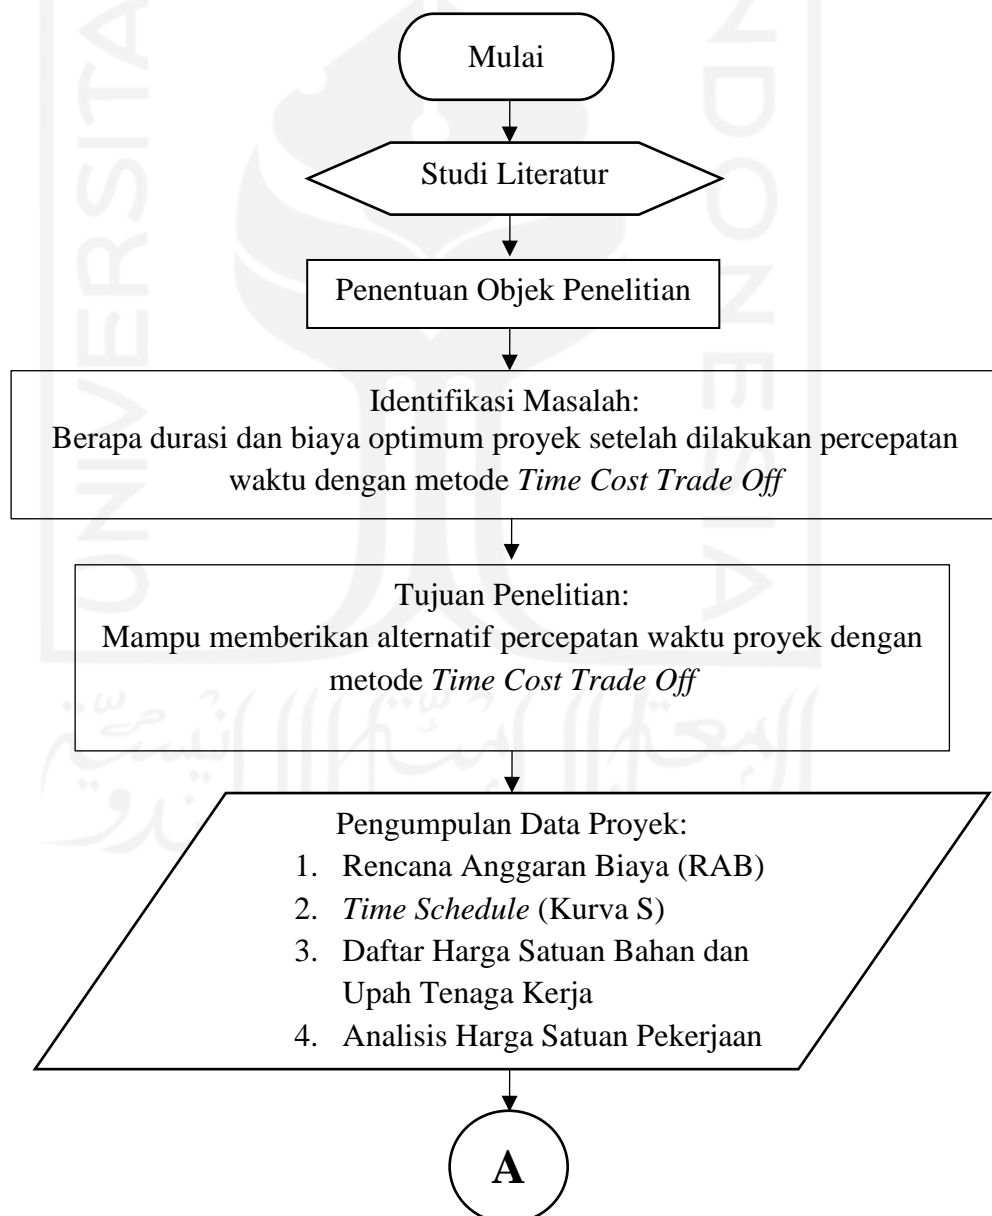 Mulai
Studi Literatur
Penentuan Objek Penelitian
Identifikasi Masalah:
Berapa durasi dan biaya optimum proyek setelah dilakukan percepatan
waktu dengan metode Time Cost Trade Off
Tujuan Penelitian:
Mampu memberikan alternatif percepatan waktu proyek dengan
metode Time Cost Trade Off
Pengumpulan Data Proyek:
1. Rencana Anggaran Biaya (RAB)
2. Time Schedule (Kurva S)
3. Daftar Harga Satuan Bahan dan
Upah Tenaga Kerja
4. Analisis Harga Satuan Pekerjaan
A
UNIVERSITA
NDONESIA